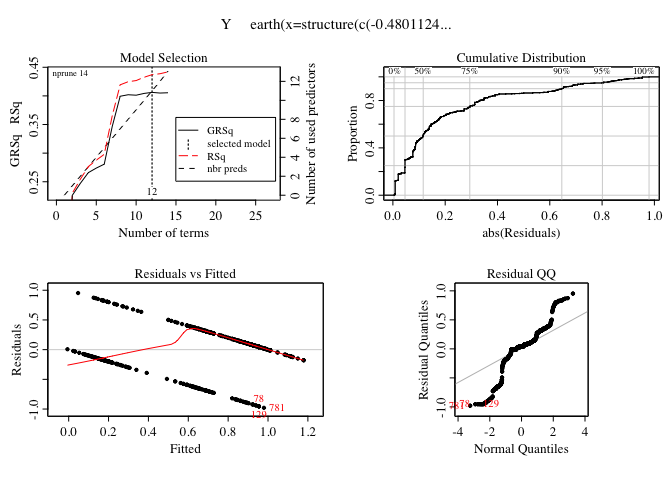 Y earth(x=structure(c(-0.4801124...
Model Selection
nprune 14
GRSq RSq
0.25 0.35 0.45
0 5 10 15 20 25
Number of terms
0 2 4 6 8 12
Number of used predictors
GRSq
selected model
RSq
nbr preds
12
Cumulative Distribution
0% 50% 75% 90% 95% 100%
Proportion
0.0 0.4 0.8
0.0 0.2 0.4 0.6 0.8 1.0
abs(Residuals)
Residuals vs Fitted
Residuals
-1.0 0.0 0.5 1.0
78
781
129
0.0 0.2 0.4 0.6 0.8 1.0 1.2
Fitted
Residual QQ
Residual Quantiles
-1.0 0.0 0.5 1.0
781 78 129
-4 -2 0 2 4
Normal Quantiles